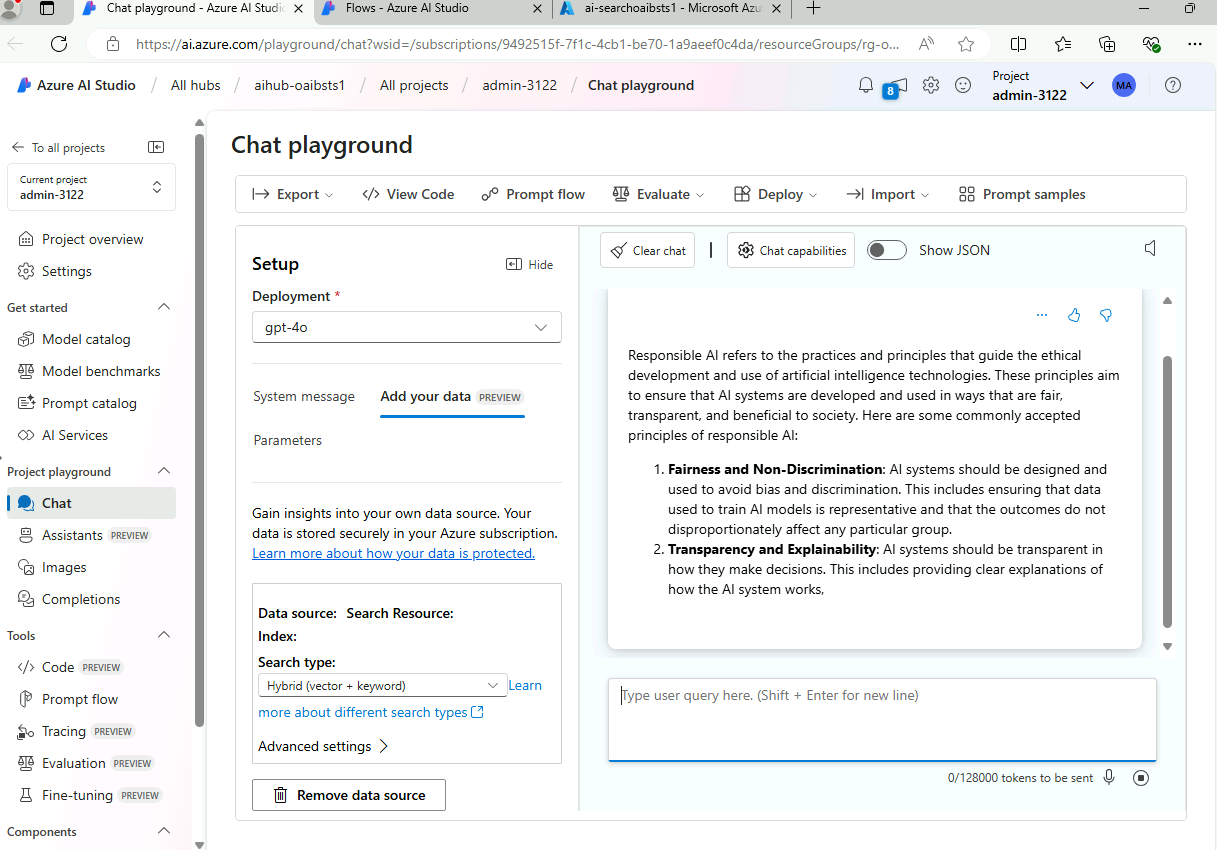 Chat playground - Azure AI Studio
Flows - Azure AI Studio
ai-searchoaibsts1 - Microsoft Azu
https://ai.azure.com/playground/chat?wsid=/subscriptions/9492515f-7f1c-4cb1-be70-1a9aeef0c4da/resourceGroups/rg-o...
Azure AI Studio / All hubs / aihub-oaibsts1 / All projects / admin-3122 / Chat playground
8
Project
admin-3122
MA
To all projects
Current project
admin-3122
Project overview
Settings
Get started
Model catalog
Model benchmarks
Prompt catalog
AI Services
Project playground
Chat
Assistants PREVIEW
Images
Completions
Tools
Code PREVIEW
Prompt flow
Tracing PREVIEW
Evaluation PREVIEW
Fine-tuning PREVIEW
Components
Chat playground
Export
View Code
Prompt flow
Evaluate
Deploy
Import
Prompt samples
Setup
Hide
Deployment *
gpt-4o
System message
Add your data PREVIEW
Parameters
Gain insights into your own data source. Your
data is stored securely in your Azure subscription.
Learn more about how your data is protected.
Data source: Search Resource:
Index:
Search type:
Hybrid (vector + keyword) Learn
more about different search types
Advanced settings
Remove data source
Clear chat
Chat capabilities
Show JSON
Responsible AI refers to the practices and principles that guide the ethical
development and use of artificial intelligence technologies. These principles aim
to ensure that AI systems are developed and used in ways that are fair,
transparent, and beneficial to society. Here are some commonly accepted
principles of responsible AI:
1. Fairness and Non-Discrimination: AI systems should be designed and
used to avoid bias and discrimination. This includes ensuring that data
used to train AI models is representative and that the outcomes do not
disproportionately affect any particular group.
2. Transparency and Explainability: AI systems should be transparent in
how they make decisions. This includes providing clear explanations of
how the AI system works,
Type user query here. (Shift + Enter for new line)
0/128000 tokens to be sent